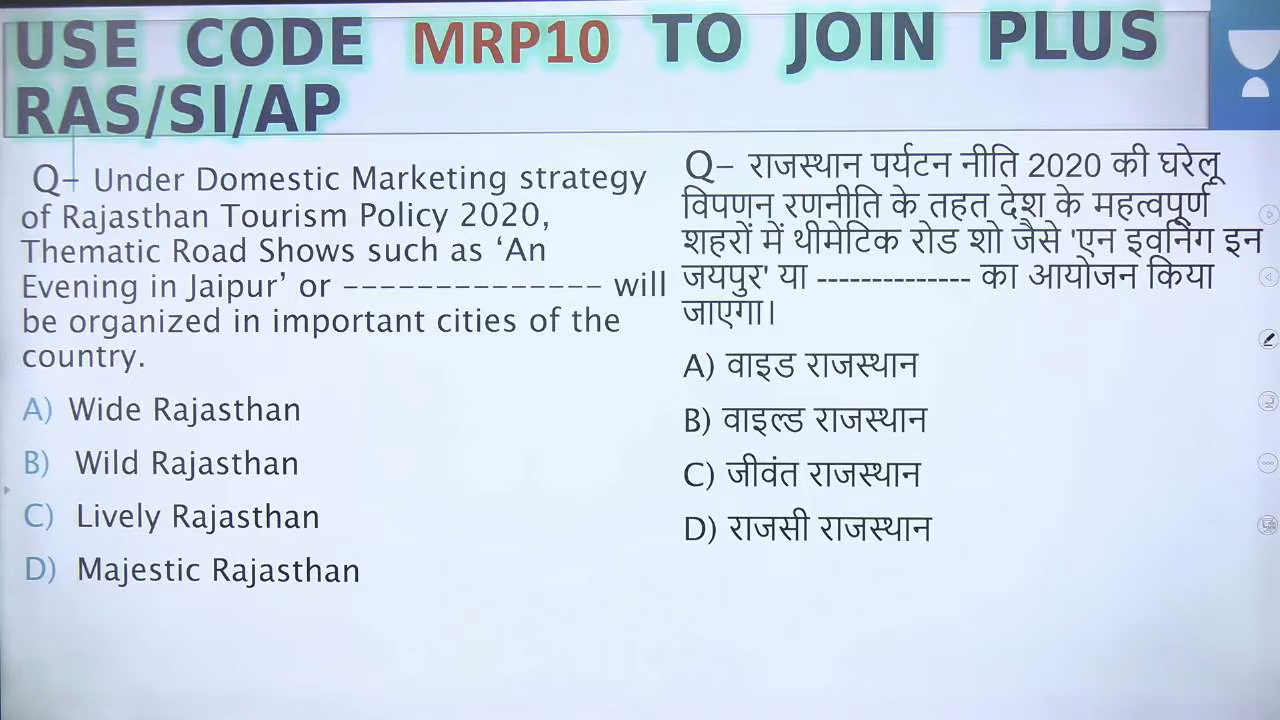 USE CODE MRP10 TO JOIN PLUS
RAS/SI/AP
Q- Under Domestic Marketing strategy
of Rajasthan Tourism Policy 2020,
Thematic Road Shows such as ‘An
Evening in Jaipur’ or -------------- will
be organized in important cities of the
country.
A) Wide Rajasthan
B) Wild Rajasthan
C) Lively Rajasthan
D) Majestic Rajasthan
Q- राजस्थान पर्यटन नीति 2020 की घरेलू
विपणन रणनीति के तहत देश के महत्वपूर्ण
शहरों में थीमेटिक रोड शो जैसे 'एन इवनिंग इन
जयपुर' या --------------- का आयोजन किया
जाएगा।
A) वाइड राजस्थान
B) वाइल्ड राजस्थान
C) जीवंत राजस्थान
D) राजसी राजस्थान